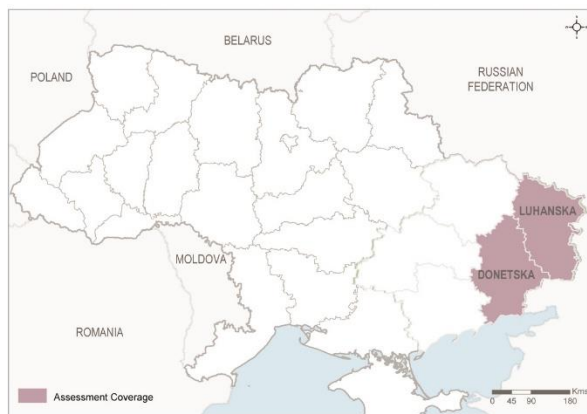 BELARUS
POLAND
RUSSIAN
FEDERATION
LUHANSKA
MOLDOVA
DONETSKA
ROMANIA
Assessment Coverage
Kms
0 45 90 180